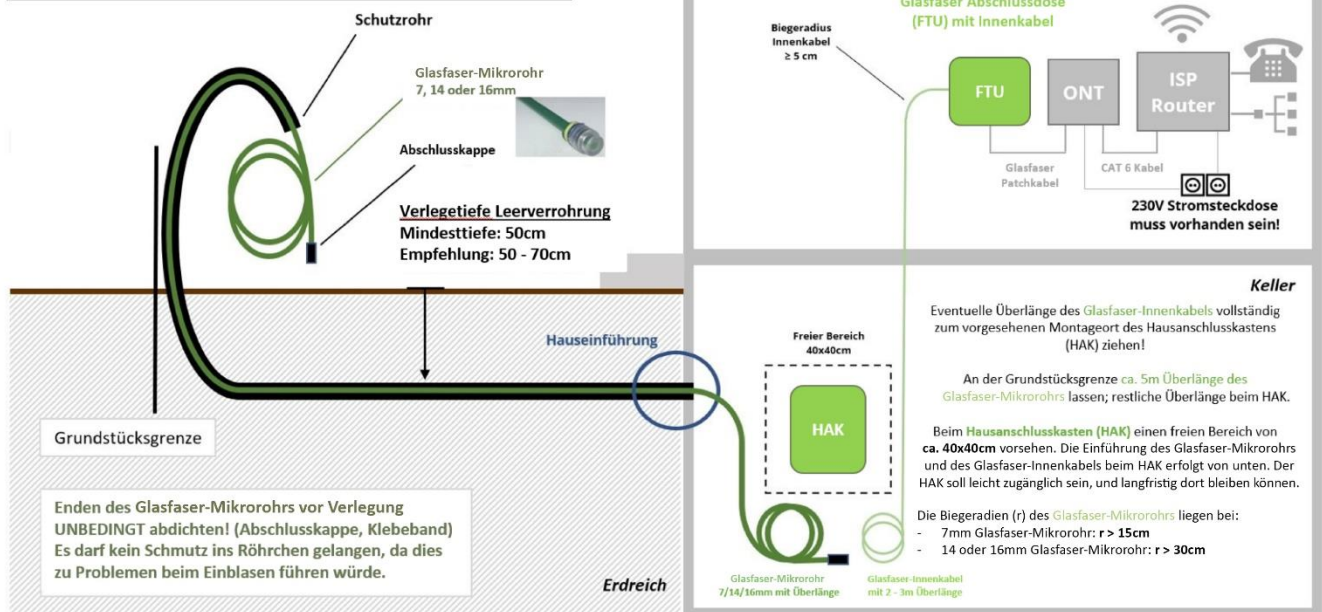 Schutzrohr
Glasfaser-Mikrorohr
7, 14 oder 16mm
Abschlusskappe
Verlegetiefe Leerverrohrung
Mindesttiefe: 50cm
Empfehlung: 50 - 70cm
Hauseinführung
Grundstücksgrenze
Enden des Glasfaser-Mikrorohrs vor Verlegung
UNBEDINGT abdichten! (Abschlusskappe, Klebeband)
Es darf kein Schmutz ins Röhrchen gelangen, da dies
zu Problemen beim Einblasen führen würde.
Erdreich
Glasfaser Abschlussdose
(FTU) mit Innenkabel
Biegeradius
Innenkabel
≥ 5 cm
FTU
ONT
ISP
Router
Glasfaser
Patchkabel
CAT 6 Kabel
230V Stromsteckdose
muss vorhanden sein!
Keller
Eventuelle Überlänge des Glasfaser-Innenkabels vollständig
zum vorgesehenen Montageort des Hausanschlusskastens
(HAK) ziehen!
An der Grundstücksgrenze ca. 5m Überlänge des
Glasfaser-Mikrorohrs lassen; restliche Überlänge beim HAK.
Beim Hausanschlusskasten (HAK) einen freien Bereich von
ca. 40x40cm vorsehen. Die Einführung des Glasfaser-Mikrorohrs
und des Glasfaser-Innenkabels beim HAK erfolgt von unten. Der
HAK soll leicht zugänglich sein, und langfristig dort bleiben können.
Die Biegeradien (r) des Glasfaser-Mikrorohrs liegen bei:
- 7mm Glasfaser-Mikrorohr: r > 15cm
- 14 oder 16mm Glasfaser-Mikrorohr: r > 30cm
Freier Bereich
40x40cm
HAK
Glasfaser-Mikrorohr
7/14/16mm mit Überlänge
Glasfaser-Innenkabel
mit 2 - 3m Überlänge